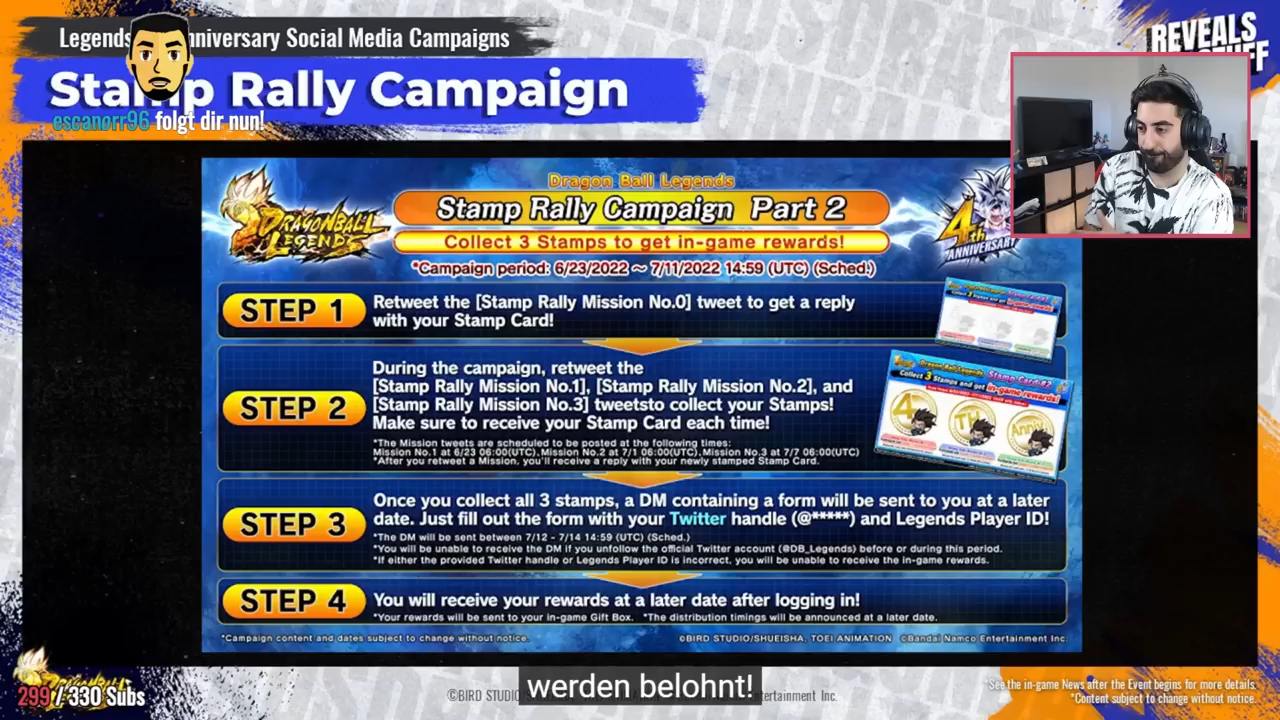 Legends
nniversary Social Media Campaigns
REVEALS
Stamp Rally Campaign
escanorr96 folgt dir nun!
Dragon Ball Legends
DRAGONBALL
LEGENDS
Stamp Rally Campaign Part 2
4th
ANNIVERSARY
Collect 3 Stamps to get in-game rewards!
*Campaign period: 6/23/2022 ～ 7/11/2022 14:59 (UTC) (Sched.)
STEP 1
Retweet the [Stamp Rally Mission No.0] tweet to get a reply
with your Stamp Card!
STEP 2
During the campaign, retweet the
[Stamp Rally Mission No.1], [Stamp Rally Mission No.2], and
[Stamp Rally Mission No.3] tweetsto collect your Stamps!
Make sure to receive your Stamp Card each time!
*The Mission tweets are scheduled to be posted at the following times:
Mission No.1 at 6/23 06:00(UTC), Mission No.2 at 7/1 06:00(UTC), Mission No.3 at 7/7 06:00(UTC)
*After you retweet a Mission, you'll receive a reply with your newly stamped Stamp Card.
Dragon Ball Legends Stamp Card #2
Collect 3 Stamps and get in-game rewards!
4
TH
Anniv.
STEP 3
Once you collect all 3 stamps, a DM containing a form will be sent to you at a later
date. Just fill out the form with your Twitter handle (@*****) and Legends Player ID!
*The DM will be sent between 7/12 - 7/14 14:59 (UTC) (Sched.)
*You will be unable to receive the DM if you unfollow the official Twitter account (@DB_Legends) before or during this period.
*If either the provided Twitter handle or Legends Player ID is incorrect, you will be unable to receive the in-game rewards.
STEP 4
You will receive your rewards at a later date after logging in!
*Your rewards will be sent to your in-game Gift Box. *The distribution timings will be announced at a later date.
*Campaign content and dates subject to change without notice.
©BIRD STUDIO/SHUEISHA, TOEI ANIMATION ©Bandai Namco Entertainment Inc.
299 / 330 Subs
©BIRD STUDIO
werden belohnt!
tertainment Inc.
*See the in-game News after the Event begins for more details.
*Content subject to change without notice.